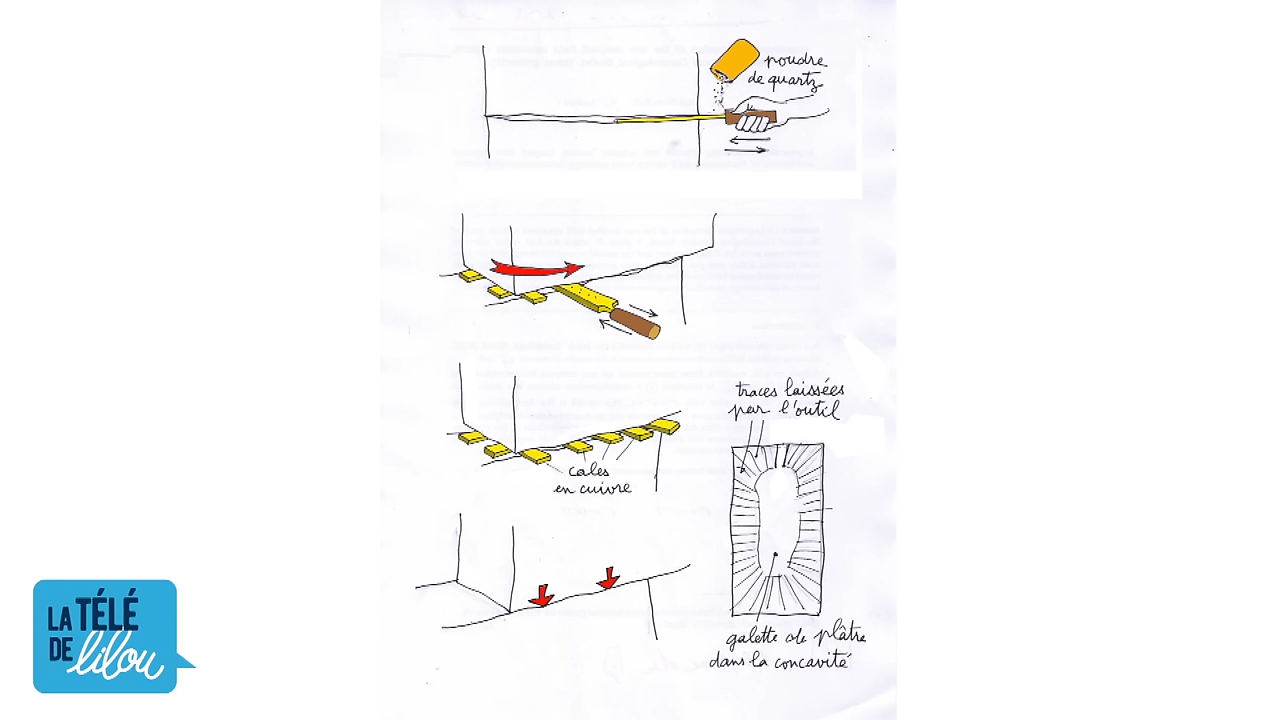 poudre
de quartz
traces laissées
par l'outil
cales
en cuivre
galette de plâtre
dans la concavité
LA TÉLÉ
DE lilou